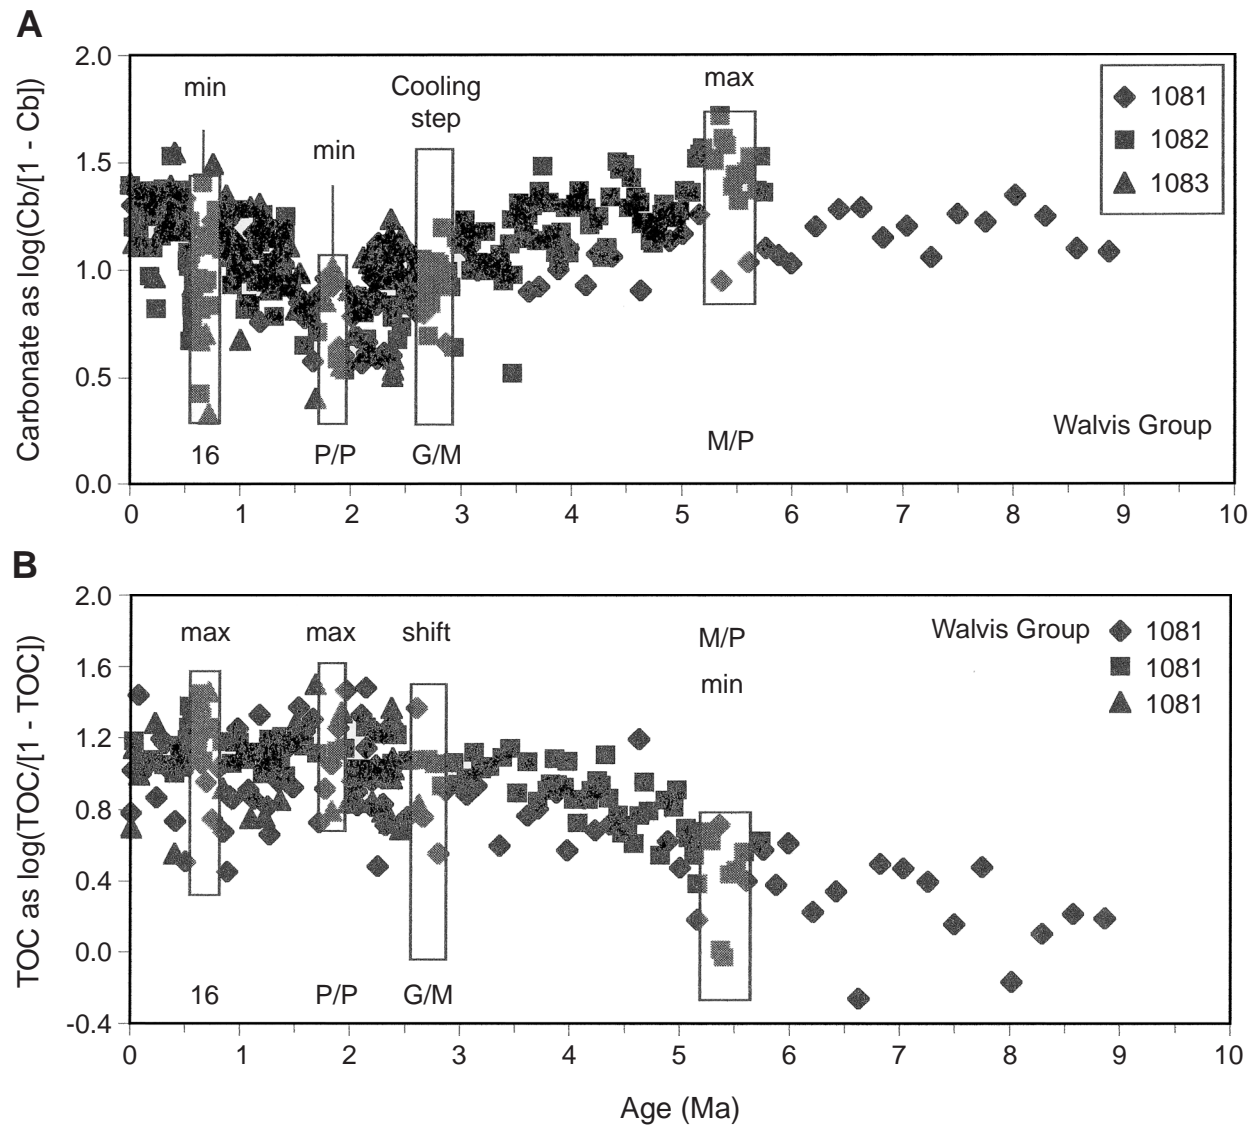 A
Carbonate as log(Cb/[1 - Cb])
2.0
1.5
1.0
0.5
0.0
min
min
Cooling
step
max
1081
1082
1083
16
P/P
G/M
M/P
Walvis Group
0 1 2 3 4 5 6 7 8 9 10
B
TOC as log(TOC/[1 - TOC])
2.0
1.6
1.2
0.8
0.4
0.0
-0.4
max
max
shift
M/P
min
Walvis Group
1081
1081
1081
16
P/P
G/M
0 1 2 3 4 5 6 7 8 9 10
Age (Ma)